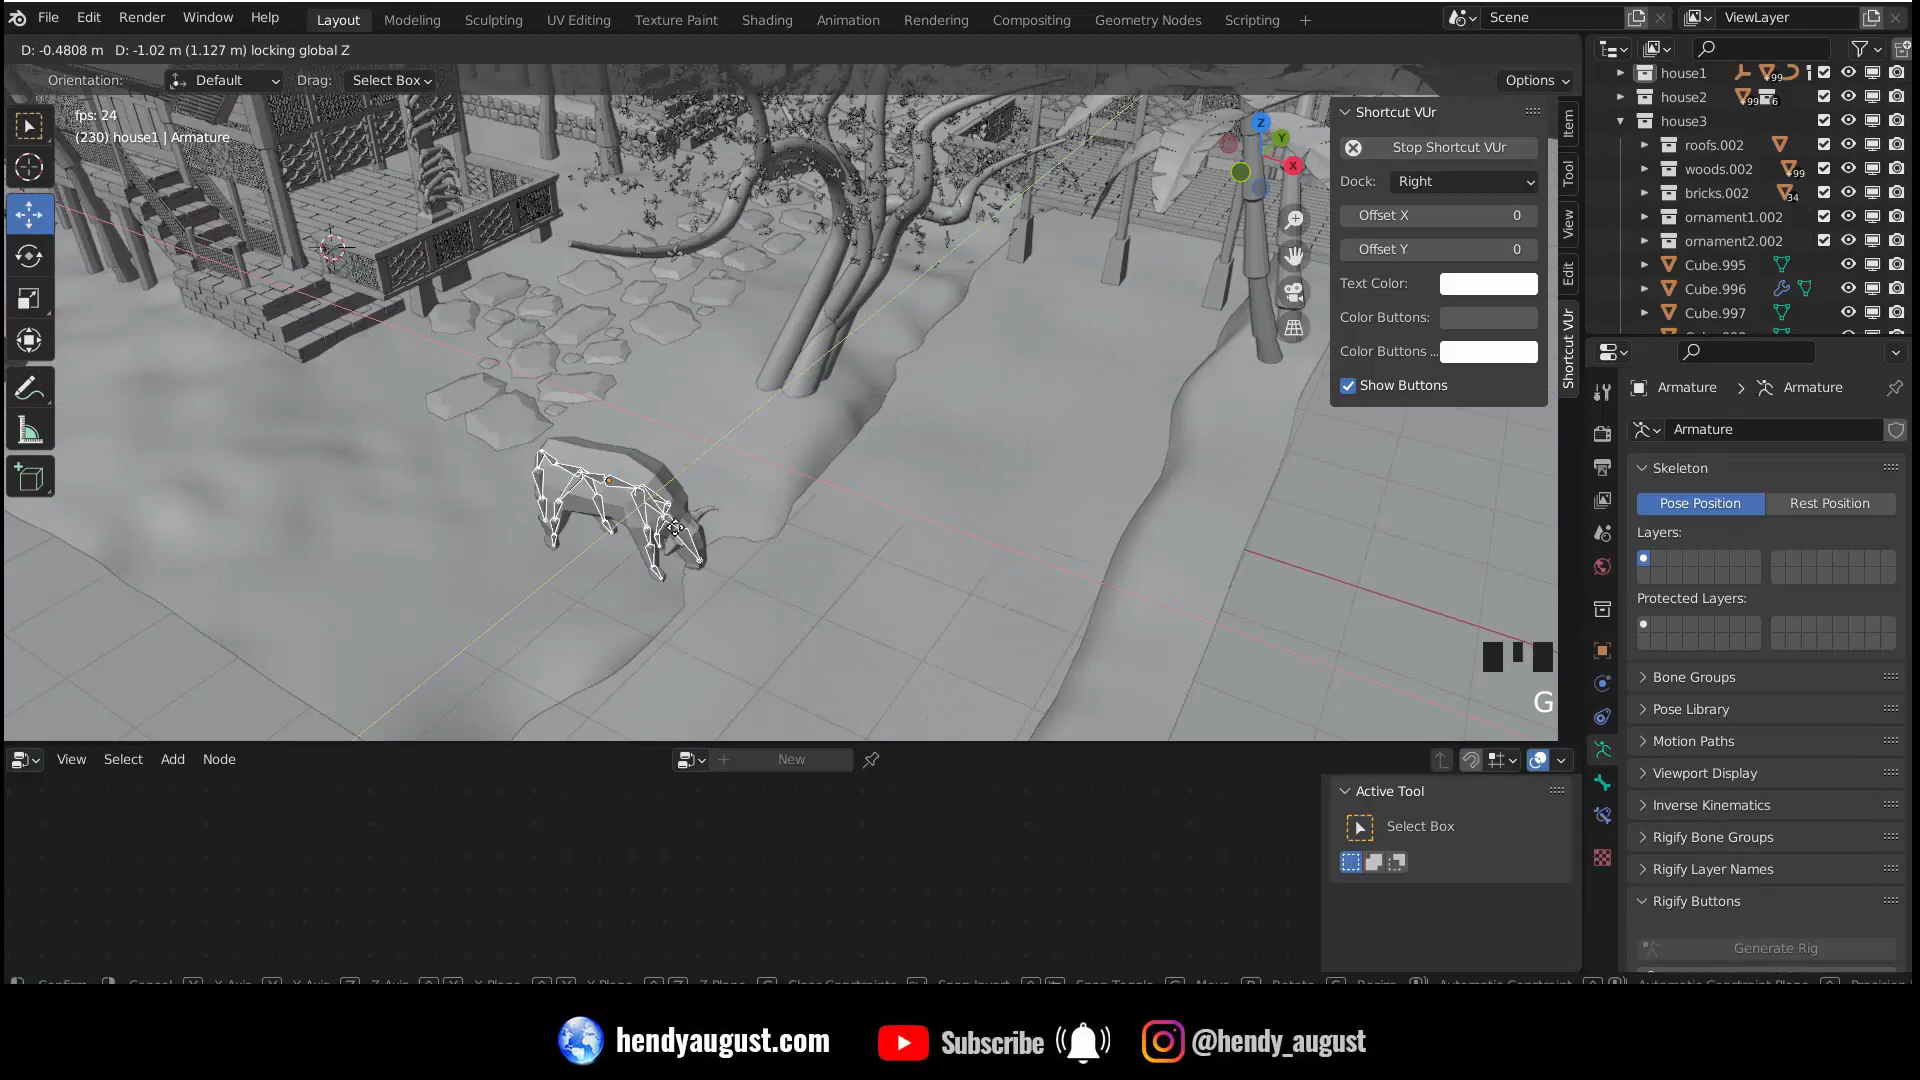 File Edit Render Window Help Layout Modeling Sculpting UV Editing Texture Paint Shading Animation Rendering Compositing Geometry Nodes Scripting + Scene ViewLayer
D: -0.4808 m D: -1.02 m (1.127 m) locking global Z
Orientation: Default Drag: Select Box Options
fps: 24
(230) house1 | Armature
Shortcut VUr
Stop Shortcut VUr
Dock: Right
Offset X 0
Offset Y 0
Text Color:
Color Buttons:
Color Buttons ...
Show Buttons
Item
Tool
View
Edit
Shortcut VUr
Z
Y
X
G
house1 99
house2 99 6
house3
roofs.002
woods.002 99
bricks.002 34
ornament1.002
ornament2.002
Cube.995
Cube.996
Cube.997
Armature > Armature
Armature
Skeleton
Pose Position Rest Position
Layers:
Protected Layers:
Bone Groups
Pose Library
Motion Paths
Viewport Display
Inverse Kinematics
Rigify Bone Groups
Rigify Layer Names
Rigify Buttons
Generate Rig
View Select Add Node New
Active Tool
Select Box
hendyaugust.com Subscribe @hendy_august